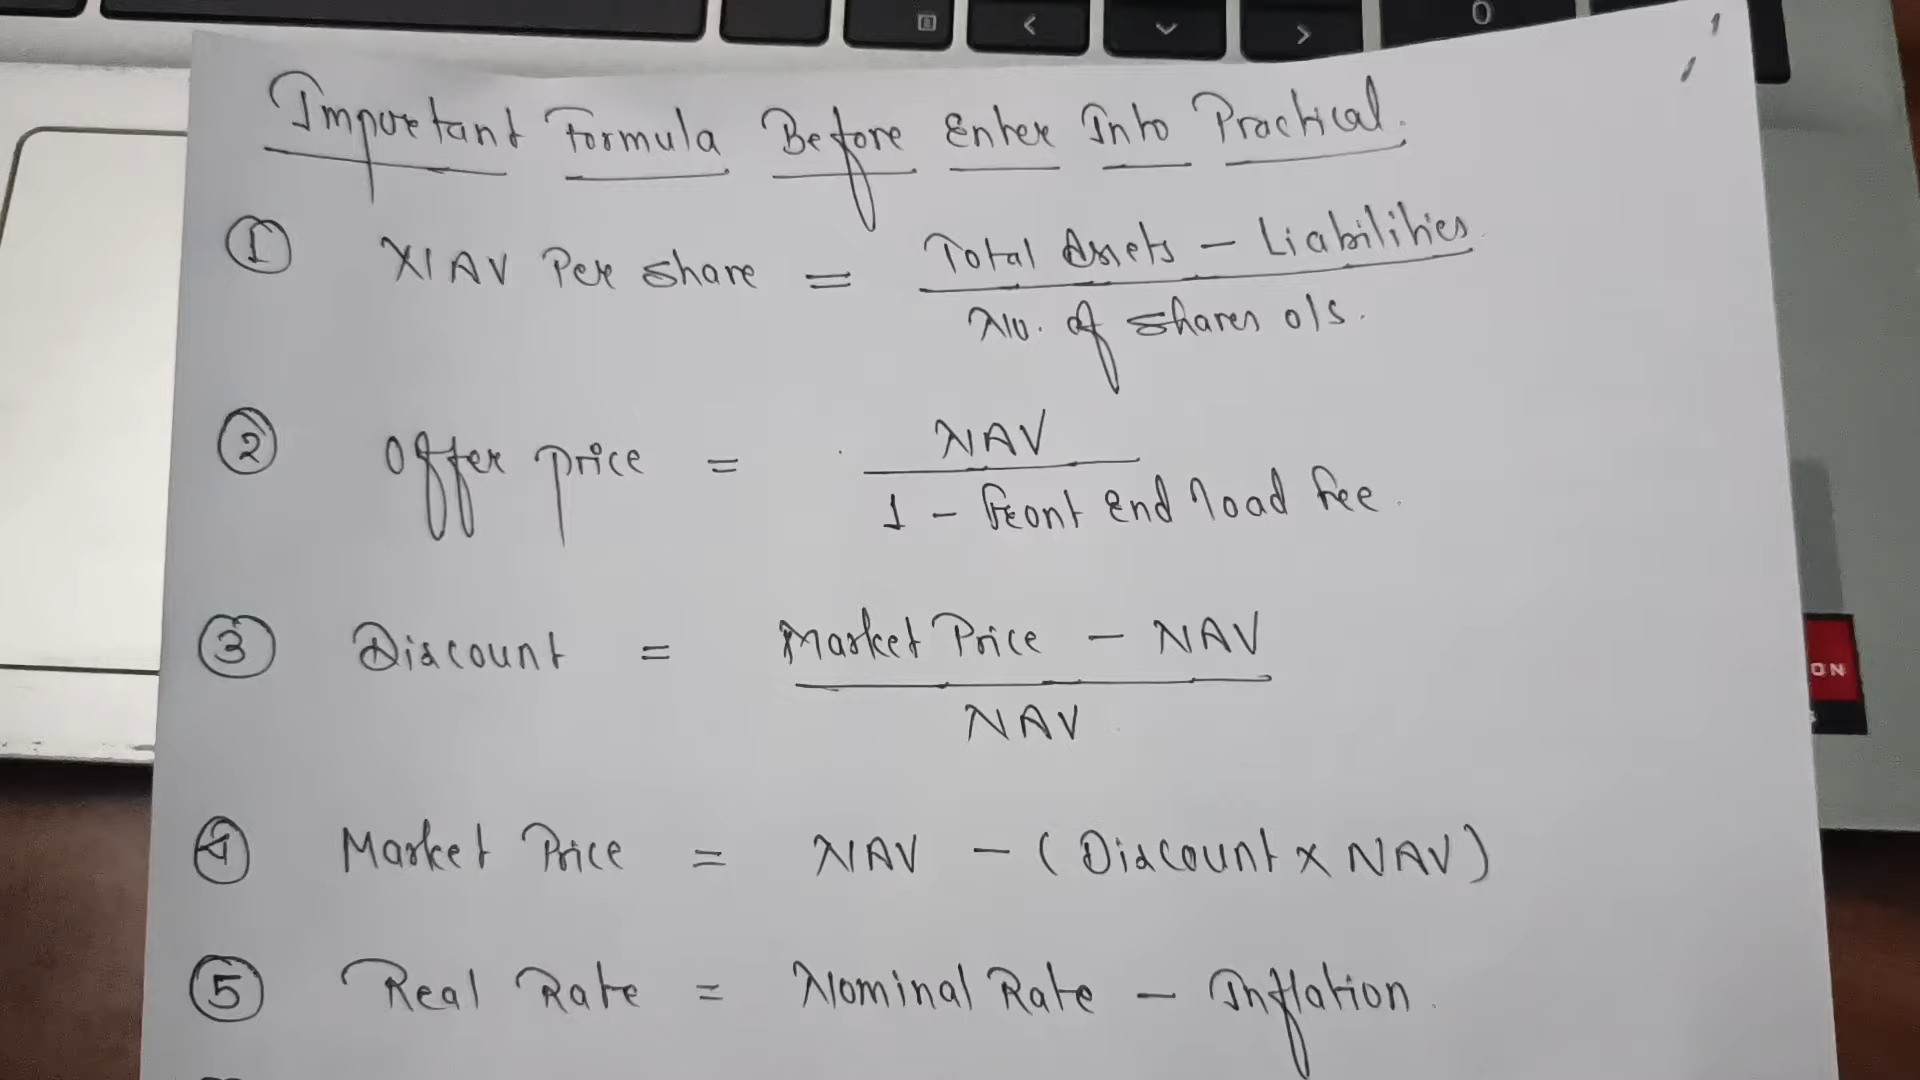 Important Formula Before Enter Into Practical.
① NAV Per share = Total Assets - Liabilities
No. of shares o/s.
② Offer price = NAV
1 - Front End load fee.
③ Discount = Market Price - NAV
NAV
④ Market Price = NAV - (Discount x NAV)
⑤ Real Rate = Nominal Rate - Inflation.
0
ON